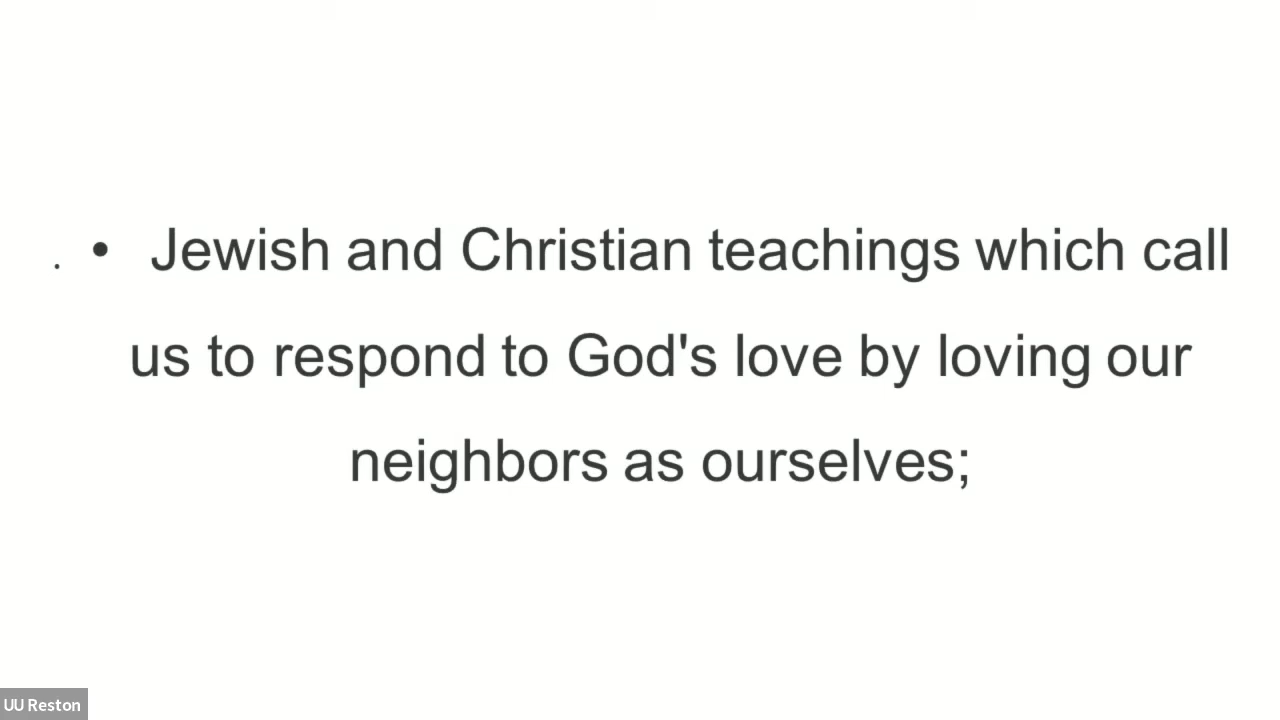 . • Jewish and Christian teachings which call
us to respond to God's love by loving our
neighbors as ourselves;
UU Reston